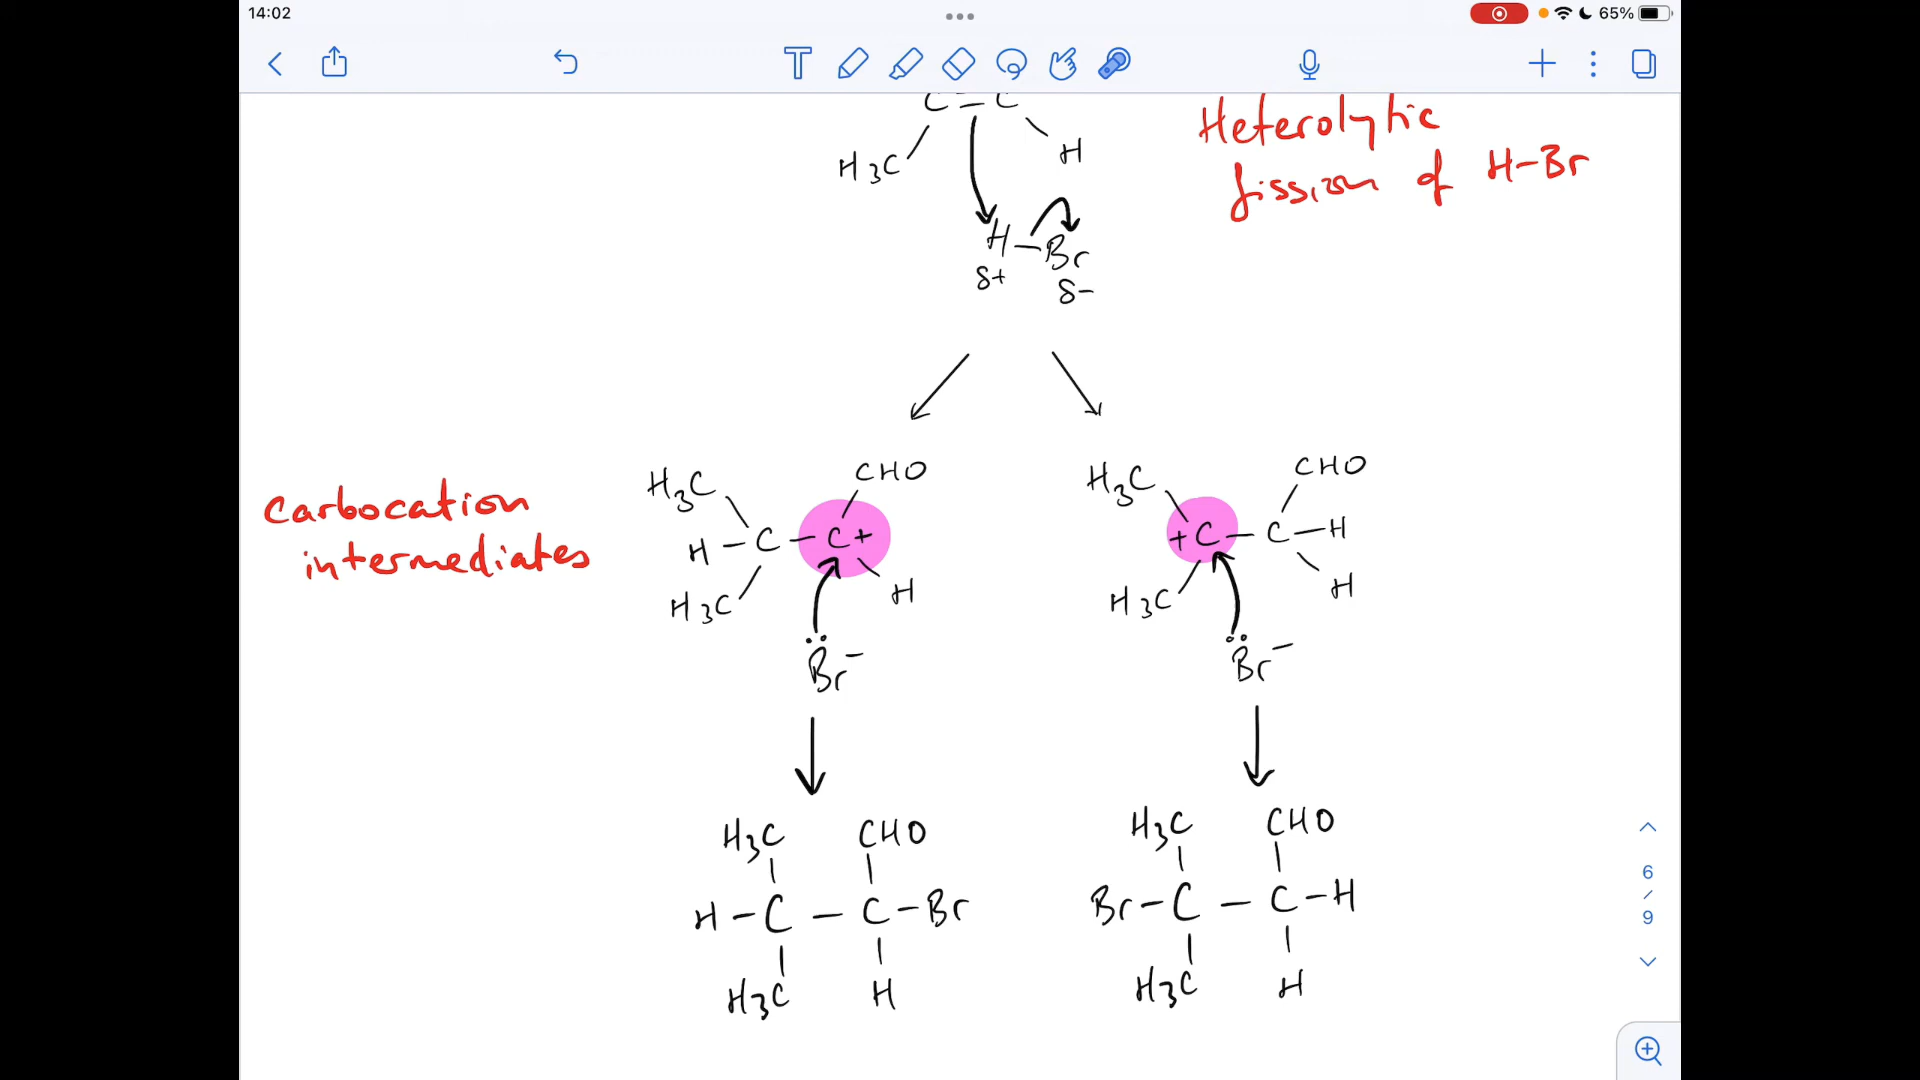 14:02
65%
T
C = C
H3C
H
Heterolytic
fission of H-Br
H - Br
δ+
δ-
Carbocation
intermediates
H3C
CHO
H - C - C+
H3C
H
Br-
H3C
CHO
+C - C - H
H3C
H
Br-
H3C CHO
H - C - C - Br
H3C H
H3C CHO
Br - C - C - H
H3C H
6
/
9